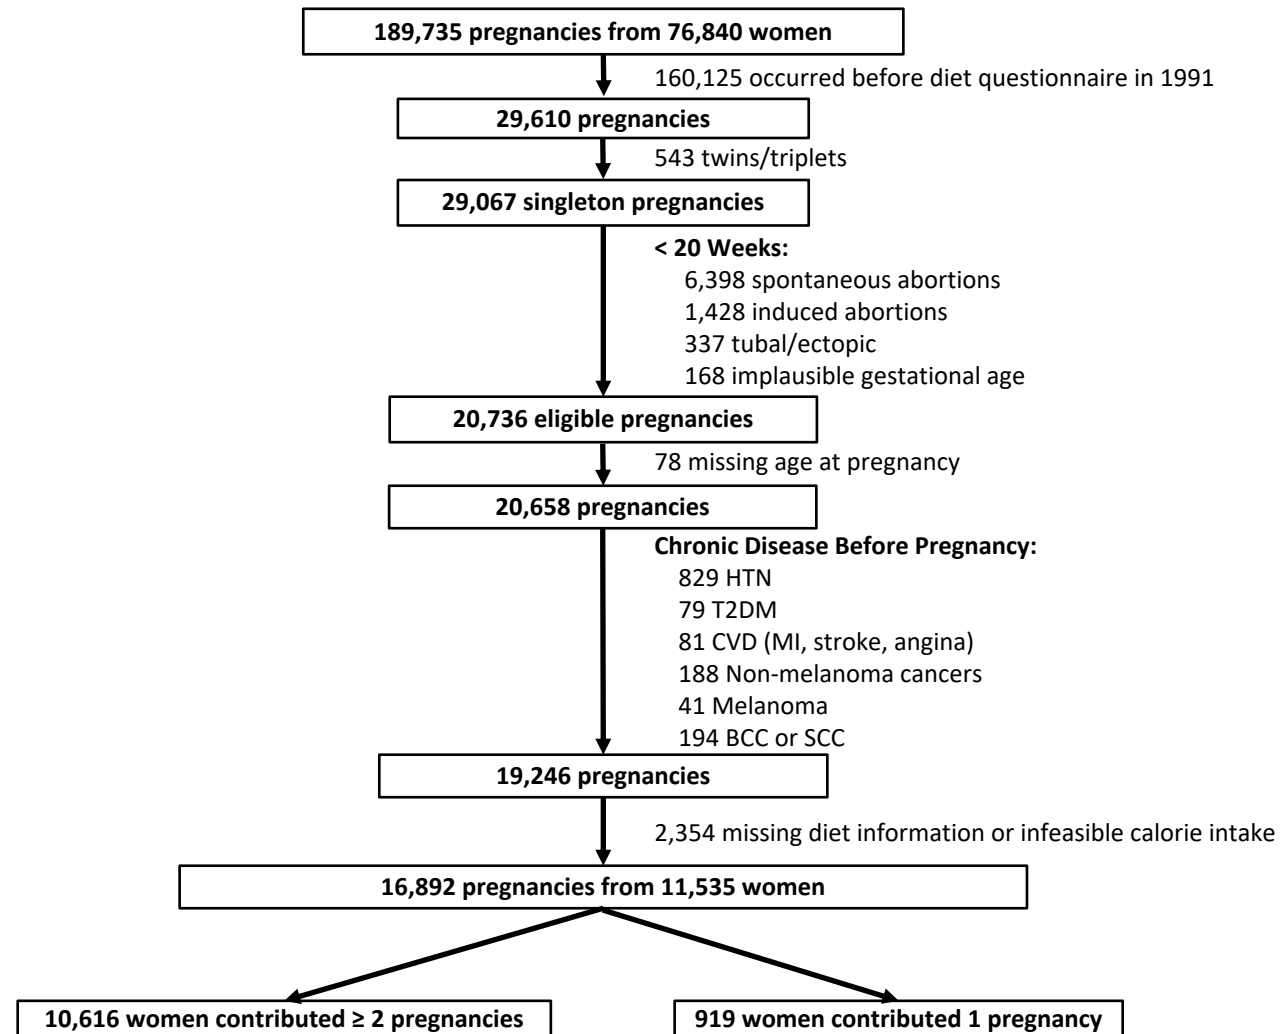 189,735 pregnancies from 76,840 women
160,125 occurred before diet questionnaire in 1991
29,610 pregnancies
543 twins/triplets
29,067 singleton pregnancies
< 20 Weeks:
6,398 spontaneous abortions
1,428 induced abortions
337 tubal/ectopic
168 implausible gestational age
20,736 eligible pregnancies
78 missing age at pregnancy
20,658 pregnancies
Chronic Disease Before Pregnancy:
829 HTN
79 T2DM
81 CVD (MI, stroke, angina)
188 Non-melanoma cancers
41 Melanoma
194 BCC or SCC
19,246 pregnancies
2,354 missing diet information or infeasible calorie intake
16,892 pregnancies from 11,535 women
10,616 women contributed ≥ 2 pregnancies
919 women contributed 1 pregnancy